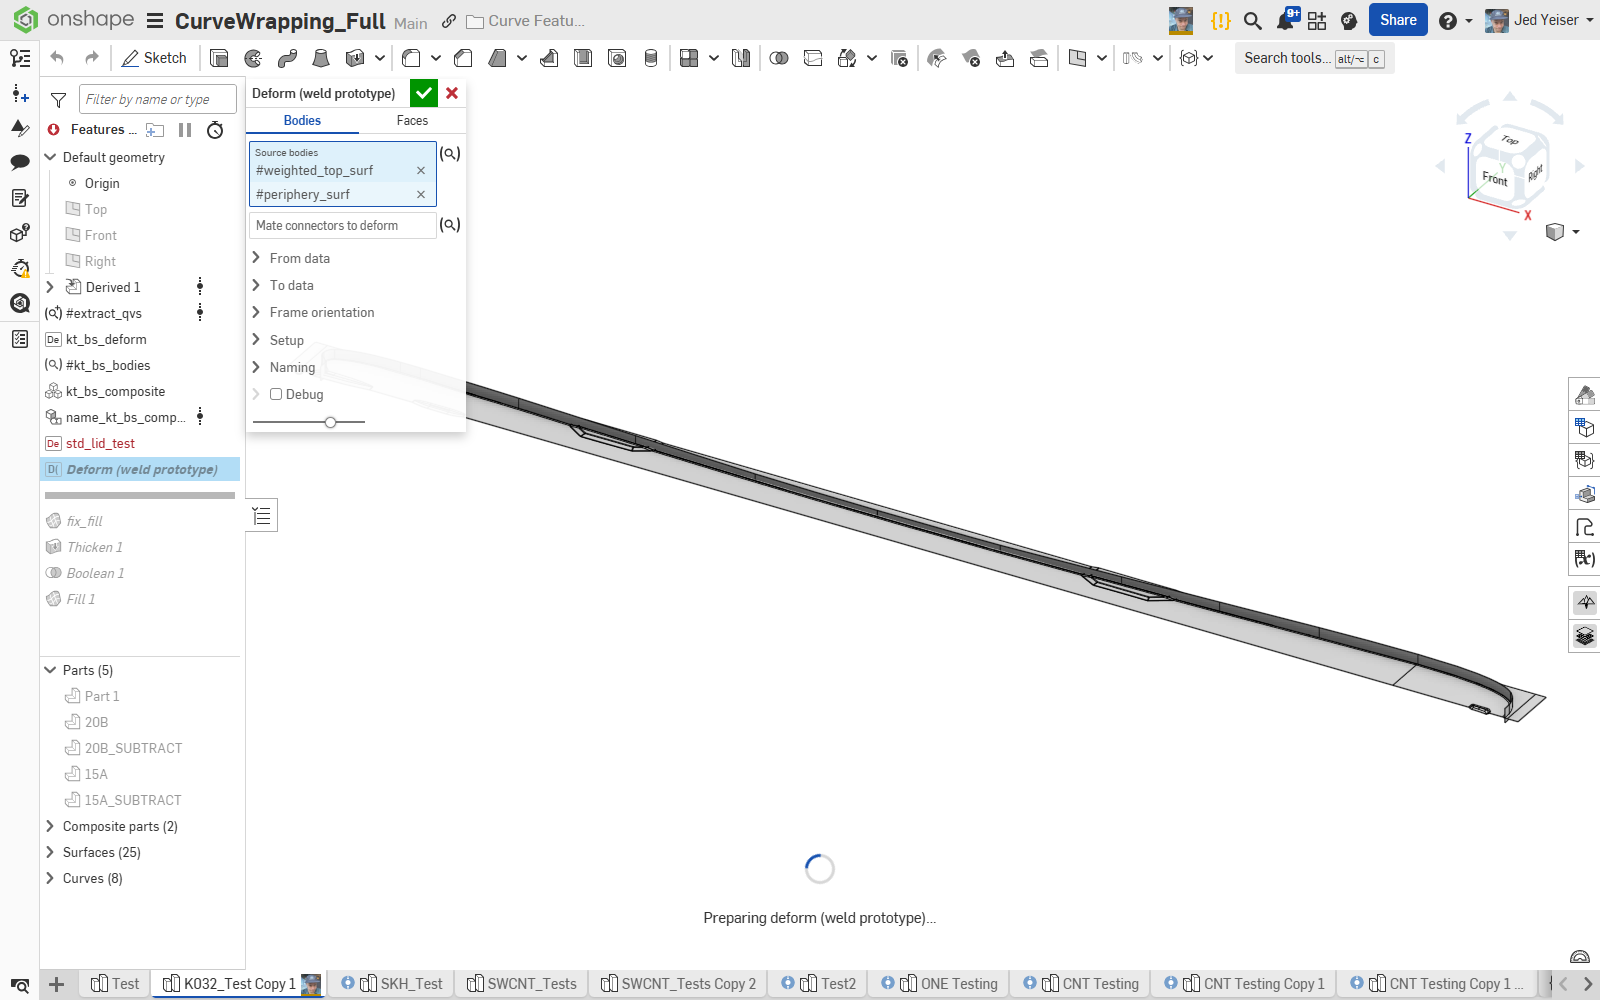 onshape
CurveWrapping_Full
Main
Curve Featu...
9+
Share
Jed Yeiser
Sketch
Search tools...
alt/⌥
c
Filter by name or type
Features ...
Default geometry
Origin
Top
Front
Right
Derived 1
#extract_qvs
kt_bs_deform
#kt_bs_bodies
kt_bs_composite
name_kt_bs_comp...
std_lid_test
Deform (weld prototype)
fix_fill
Thicken 1
Boolean 1
Fill 1
Parts (5)
Part 1
20B
20B_SUBTRACT
15A
15A_SUBTRACT
Composite parts (2)
Surfaces (25)
Curves (8)
Deform (weld prototype)
Bodies
Faces
Source bodies
#weighted_top_surf
#periphery_surf
Mate connectors to deform
From data
To data
Frame orientation
Setup
Naming
Debug
Z
Top
Front
Right
Y
X
Preparing deform (weld prototype)...
Test
K032_Test Copy 1
SKH_Test
SWCNT_Tests
SWCNT_Tests Copy 2
Test2
ONE Testing
CNT Testing
CNT Testing Copy 1
CNT Testing Copy 1 ...